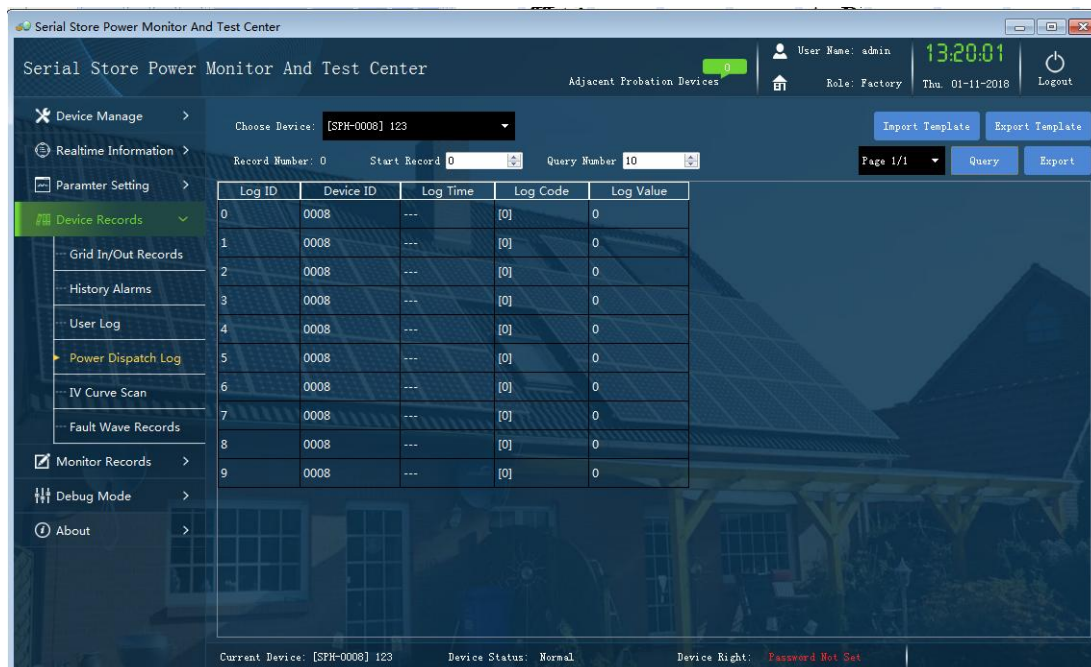 Serial Store Power Monitor And Test Center
Serial Store Power Monitor And Test Center
0
Adjacent Probation Devices
User Name: admin
Role: Factory
13:20:01
Thu. 01-11-2018
Logout
Device Manage >
Realtime Information >
Paramter Setting >
Device Records
Grid In/Out Records
History Alarms
User Log
Power Dispatch Log
IV Curve Scan
Fault Wave Records
Monitor Records >
Debug Mode >
About >
Choose Device: [SPH-0008] 123
Import Template Export Template
Record Number: 0 Start Record 0 Query Number 10 Page 1/1 Query Export
Log ID Device ID Log Time Log Code Log Value
0 0008 --- [0] 0
1 0008 --- [0] 0
2 0008 --- [0] 0
3 0008 --- [0] 0
4 0008 --- [0] 0
5 0008 --- [0] 0
6 0008 --- [0] 0
7 0008 --- [0] 0
8 0008 --- [0] 0
9 0008 --- [0] 0
Current Device: [SPH-0008] 123 Device Status: Normal Device Right: Password Not Set